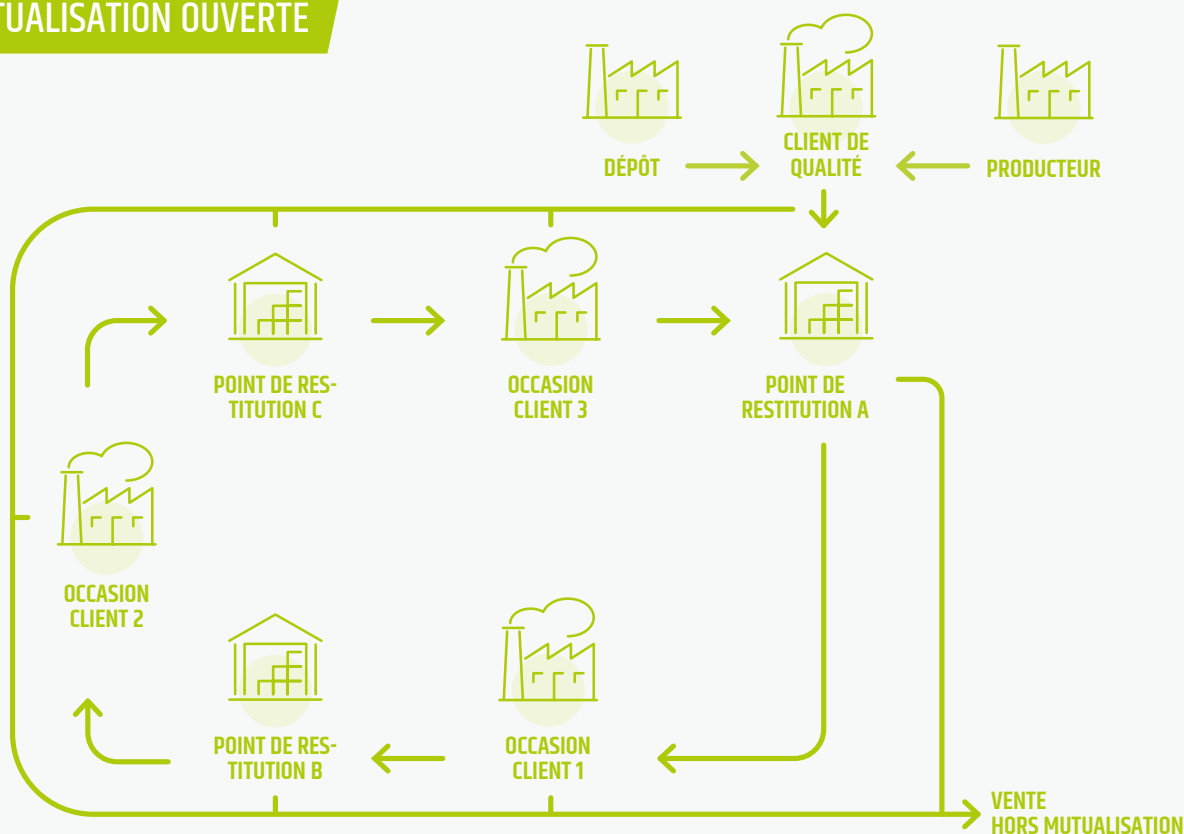 TUALISATION OUVERTE
DÉPÔT
CLIENT DE
QUALITÉ
PRODUCTEUR
POINT DE RES-
TITUTION C
OCCASION
CLIENT 3
POINT DE
RESTITUTION A
OCCASION
CLIENT 2
POINT DE RES-
TITUTION B
OCCASION
CLIENT 1
VENTE
HORS MUTUALISATION